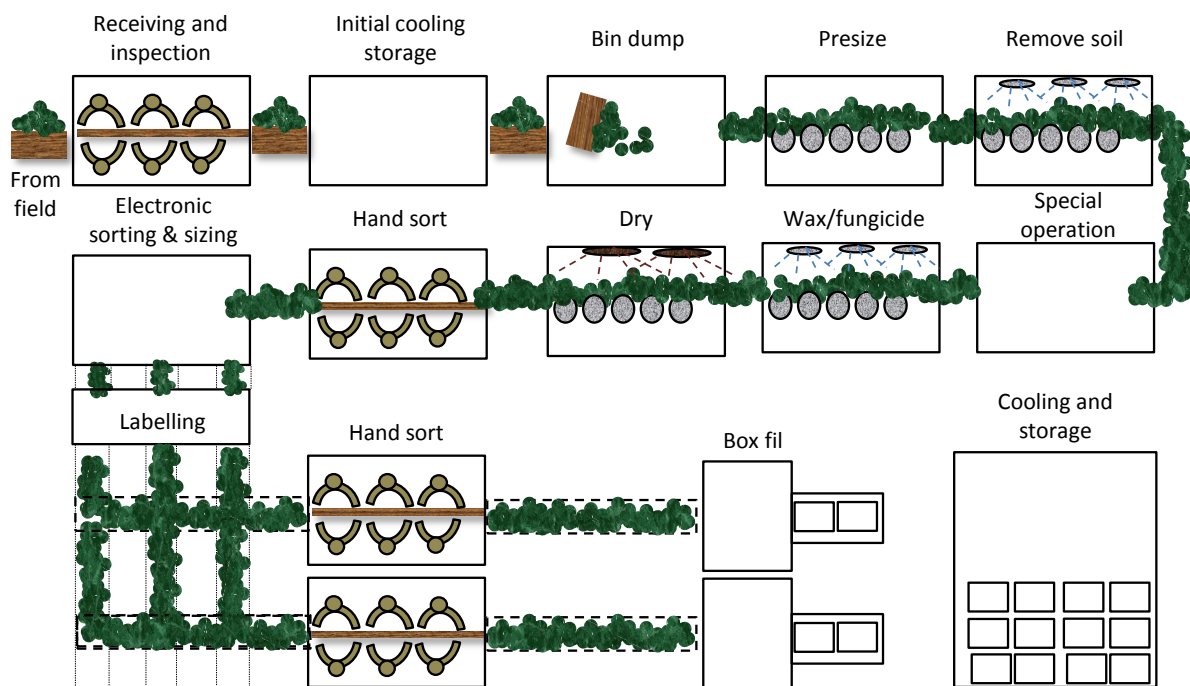 Receiving and
inspection
Initial cooling
storage
Bin dump
Presize
Remove soil
From
field
Electronic
sorting & sizing
Hand sort
Dry
Wax/fungicide
Special
operation
Labelling
Hand sort
Box fil
Cooling and
storage